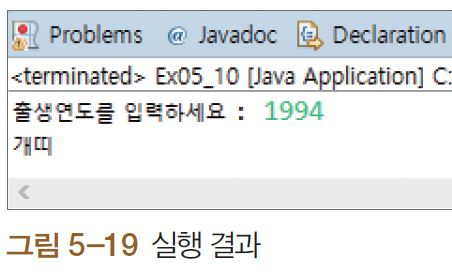 Problems @ Javadoc Declaration
<terminated> Ex05_10 [Java Application] C:
출생연도를 입력하세요 : 1994
개띠
그림 5–19 실행 결과